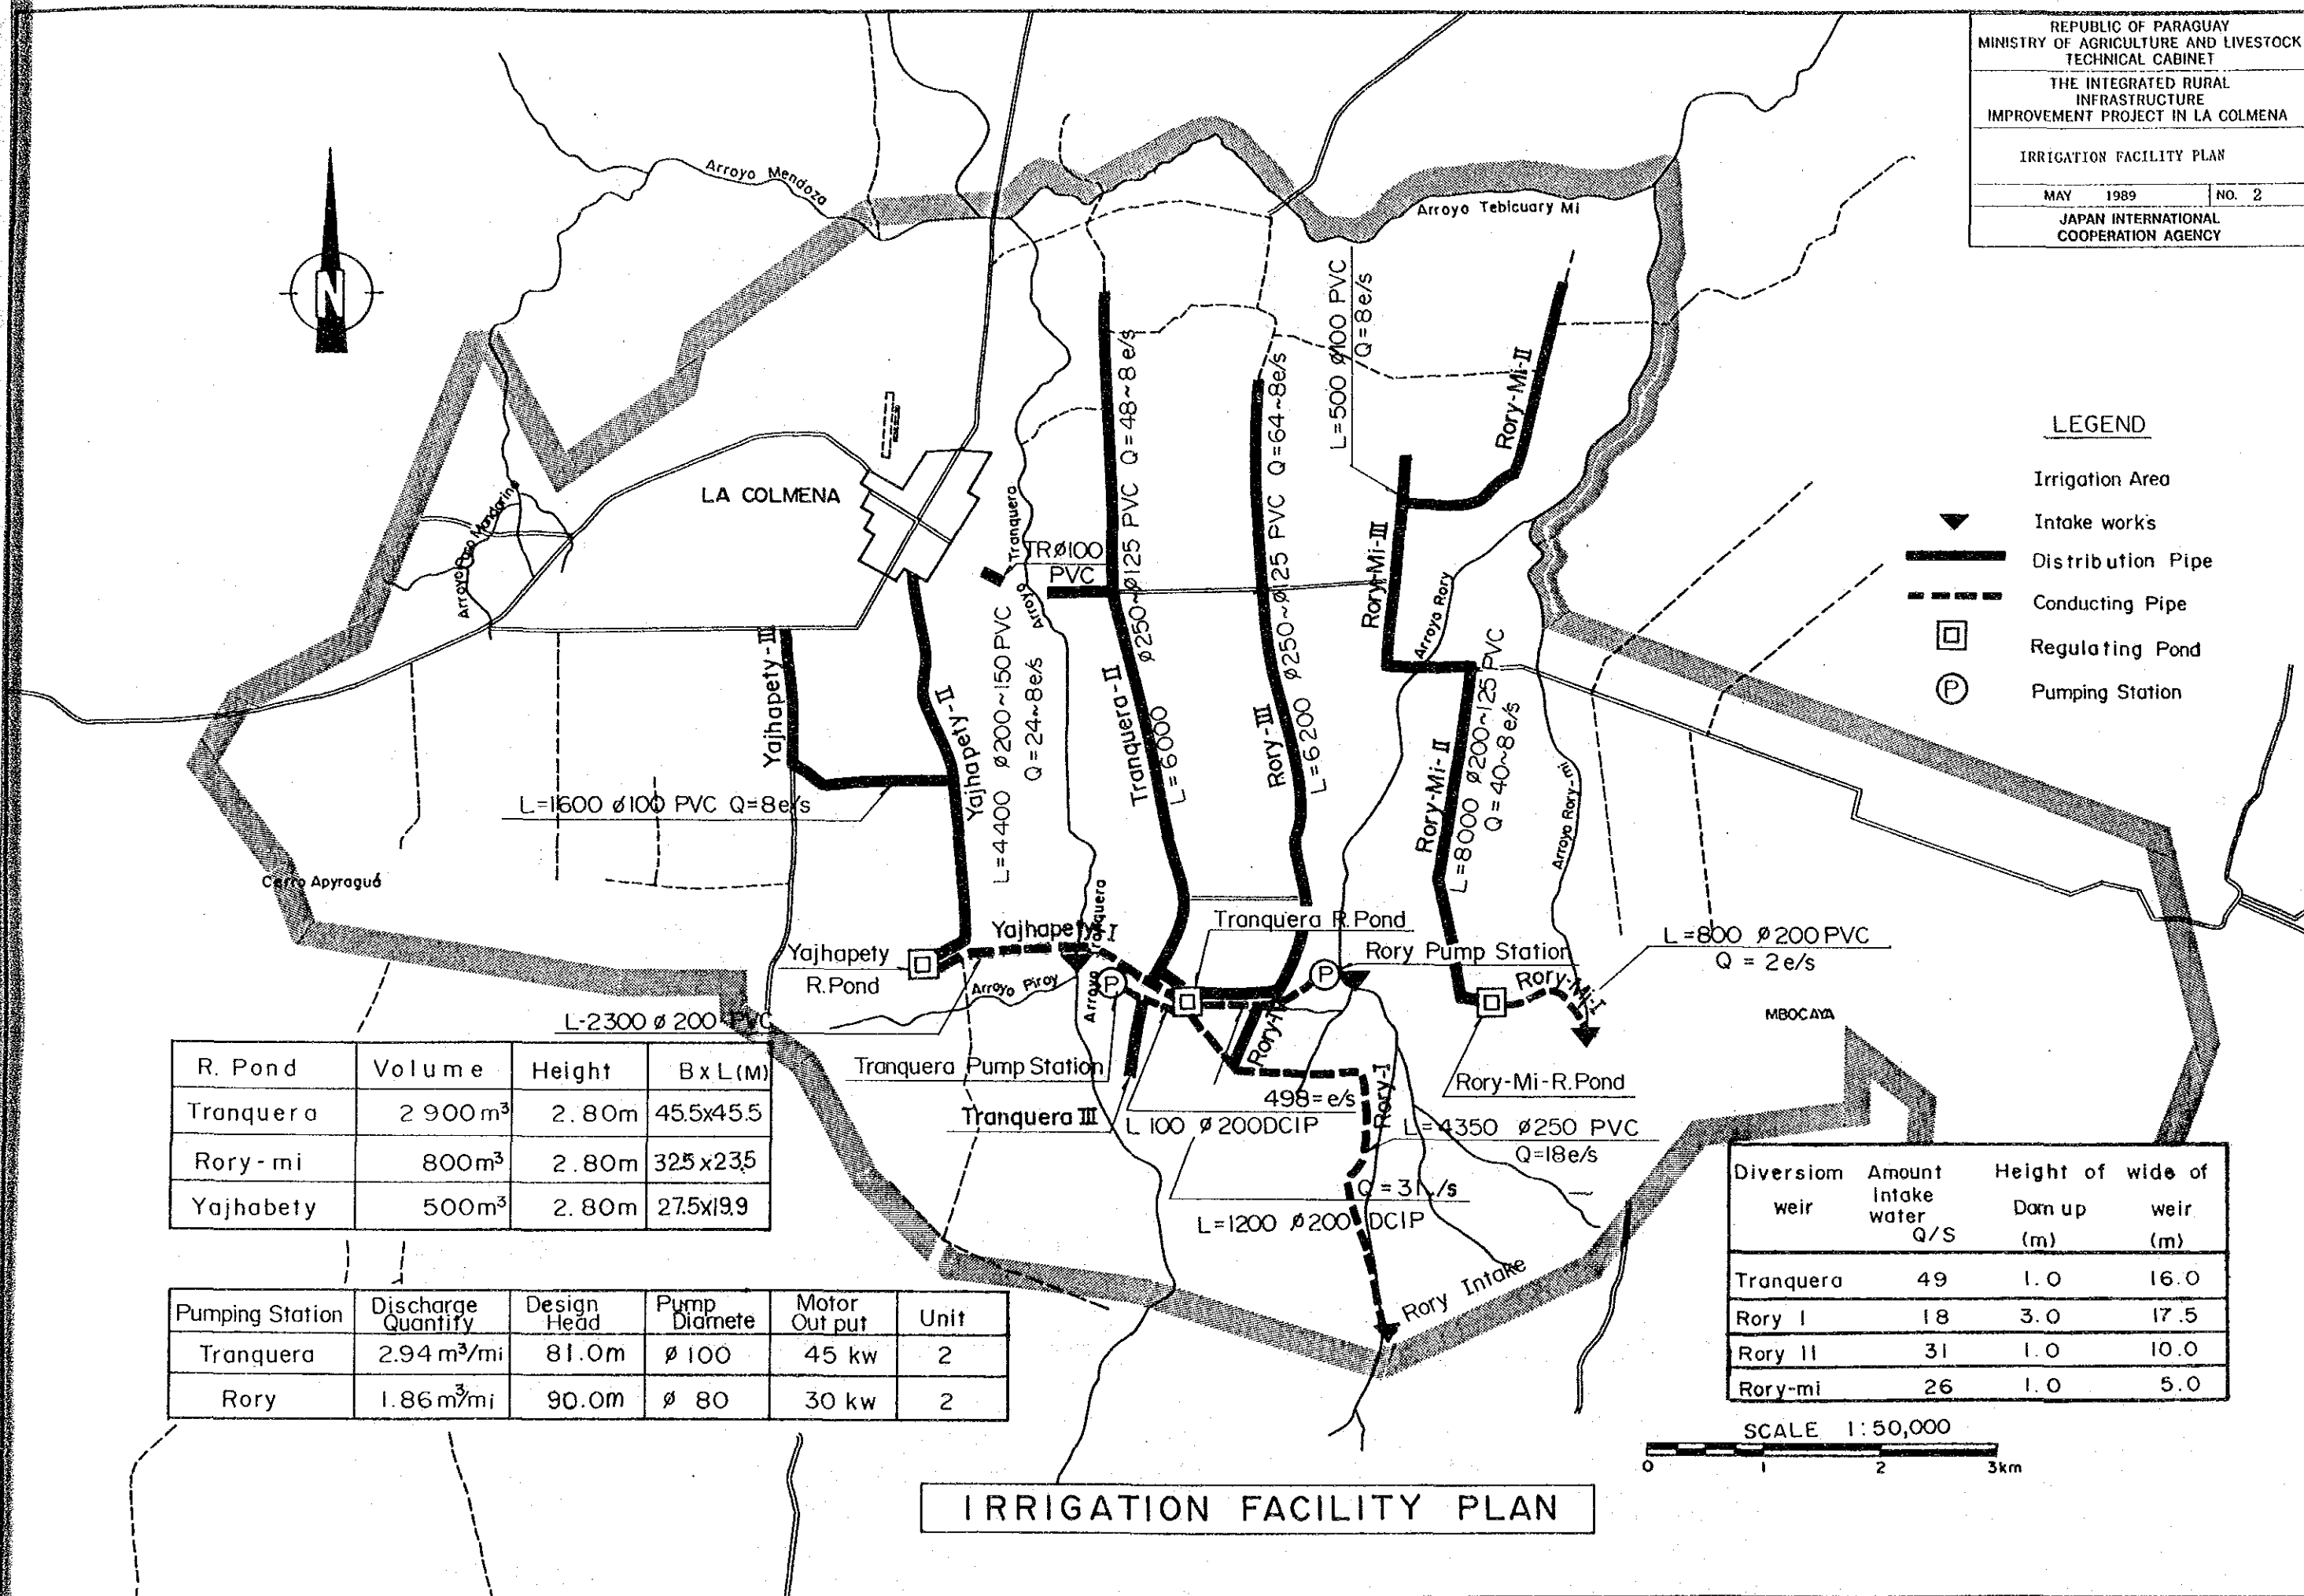 REPUBLIC OF PARAGUAY
MINISTRY OF AGRICULTURE AND LIVESTOCK
TECHNICAL CABINET
THE INTEGRATED RURAL
INFRASTRUCTURE
IMPROVEMENT PROJECT IN LA COLMENA
IRRIGATION FACILITY PLAN
MAY 1989 NO. 2
JAPAN INTERNATIONAL
COOPERATION AGENCY
N
Arroyo Mendoza
Arroyo Tebicuary Mi
LEGEND
Irrigation Area
Intake works
Distribution Pipe
Conducting Pipe
Regulating Pond
P Pumping Station
LA COLMENA
Arroyo
Mandarino
Tranquera
Arroyo
TRØ100
PVC
Ø250~Ø125 PVC Q=48~8e/s
Tranquera-II
L=6000
Ø250~Ø125 PVC Q=64~8e/s
Rory-III
L=6200
L=500 Ø100 PVC
Q=8e/s
Rory-Mi-II
Rory-Mi-III
Arroyo Rory
Rory-Mi-II
L=8000 Ø200~125 PVC
Q=40~8e/s
Arroyo Rory-mi
Yajhapety-III
Yajhapety-II
Yajhapety-II
L=4400 Ø200~150PVC
Q=24~8e/s
L=1600 Ø100 PVC Q=8e/s
Cerro Apyraguá
Yajhapety
R.Pond
Yajhapety-I
Arroyo Piray
Arroyo
P
Tranquera R.Pond
Rory Pump Station
P
L=800 Ø200PVC
Q = 2e/s
Rory-Mi-I
MBOCAYA
L-2300 Ø 200 PVC
Tranquera Pump Station
Tranquera III
L 100 Ø 200DCIP
498=e/s
Rory-I
Rory-Mi-R.Pond
L=4350 Ø250 PVC
Q=18e/s
L=1200 Ø200 DCIP
Rory Intake
R. Pond Volume Height BxL(M)
Tranquera 2 900m³ 2.80m 45.5x45.5
Rory-mi 800m³ 2.80m 32.5x23.5
Yajhabety 500m³ 2.80m 27.5x19.9
Pumping Station Discharge Quantity Design Head Pump Diamete Motor Out put Unit
Tranquera 2.94 m³/mi 81.0m Ø 100 45 kw 2
Rory 1.86m³/mi 90.0m Ø 80 30 kw 2
Diversiom Amount Height of wide of
weir Intake Dam up weir
water
Q/S (m) (m)
Tranquera 49 1.0 16.0
Rory I 18 3.0 17.5
Rory II 31 1.0 10.0
Rory-mi 26 1.0 5.0
SCALE 1:50,000
0 1 2 3km
IRRIGATION FACILITY PLAN